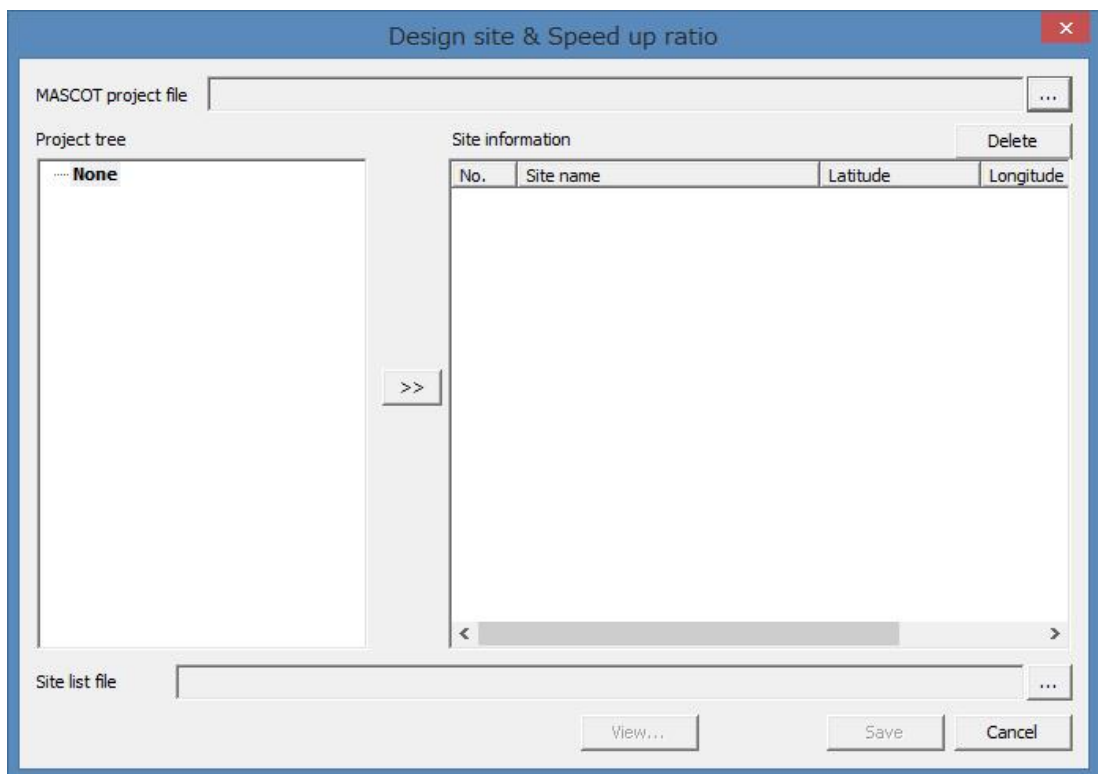 Design site & Speed up ratio
MASCOT project file ...
Project tree Site information Delete
None No. Site name Latitude Longitude
>>
Site list file ...
View... Save Cancel